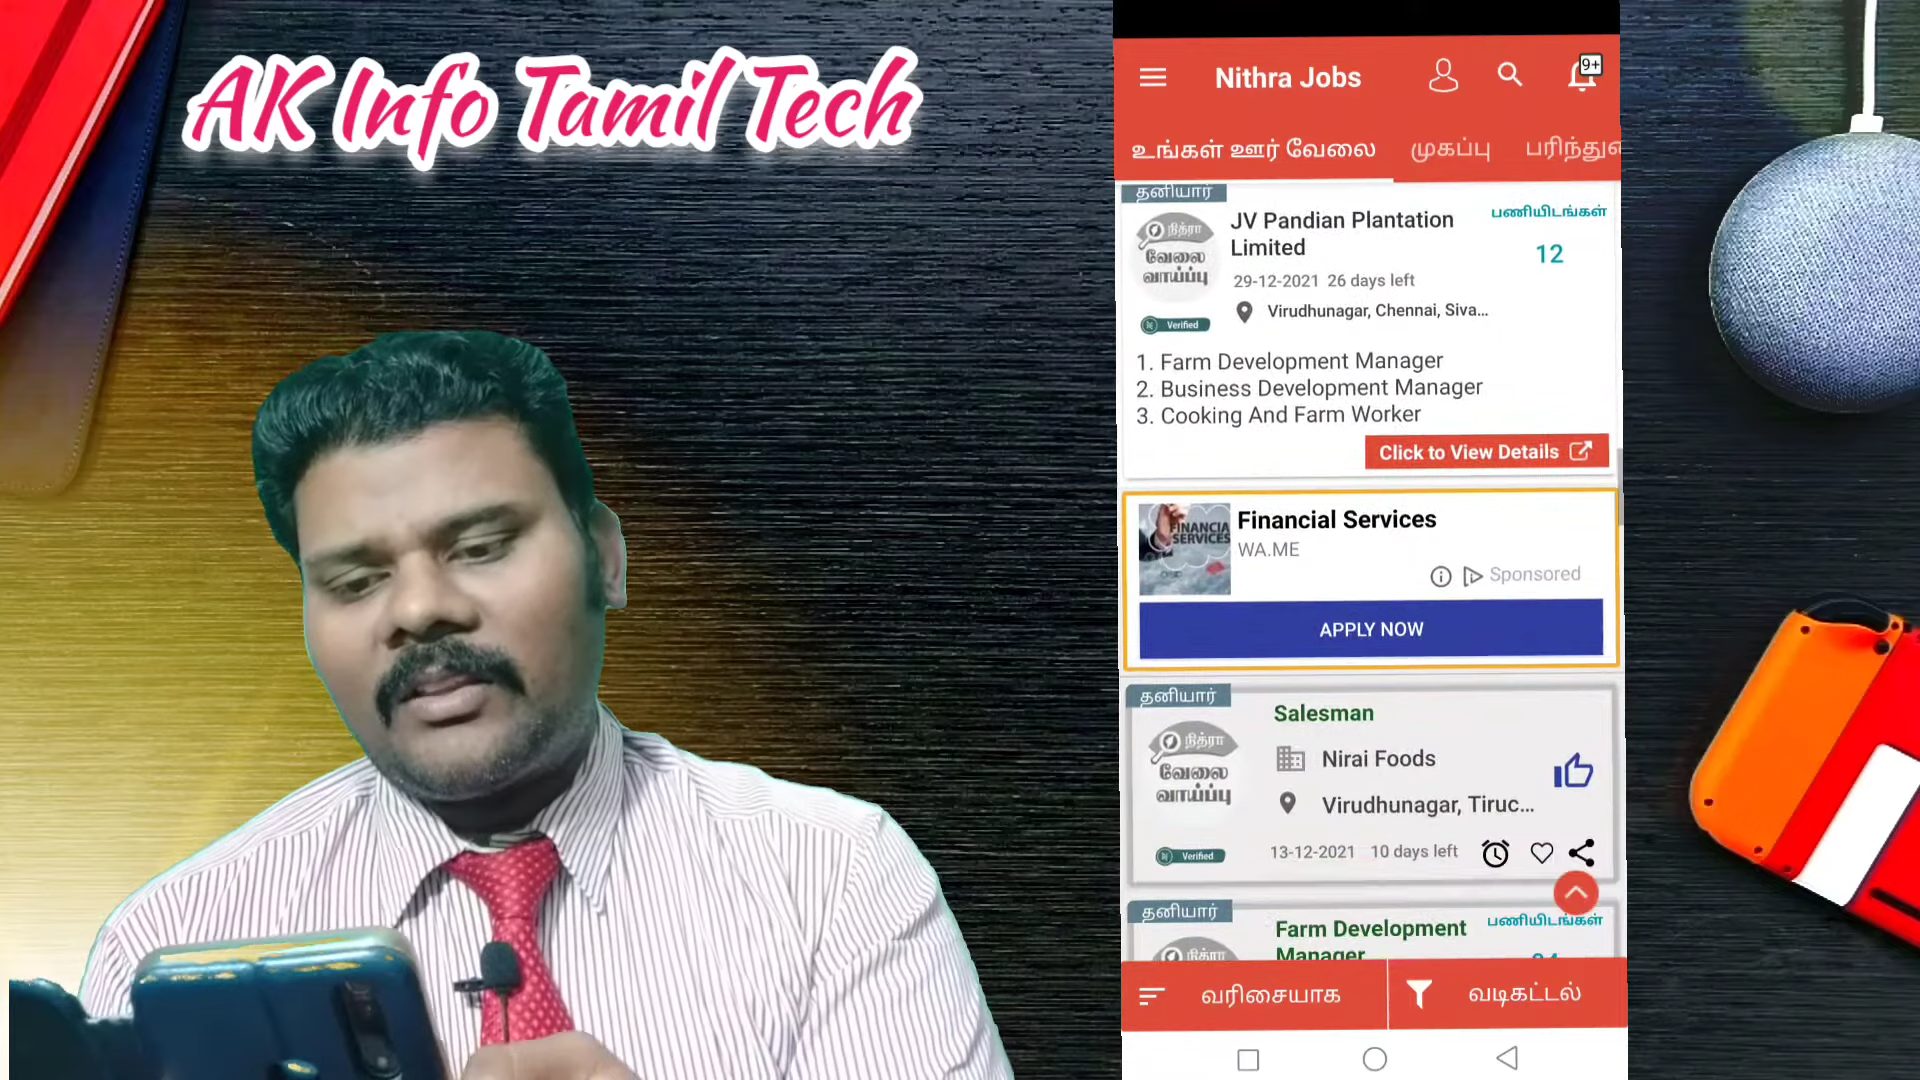 AK Info Tamil Tech
Nithra Jobs
9+
உங்கள் ஊர் வேலை
முகப்பு
தனியார்
JV Pandian Plantation
Limited
பணியிடங்கள்
12
நித்ரா
வேலை
வாய்ப்பு
29-12-2021 26 days left
Virudhunagar, Chennai, Siva...
Verified
1. Farm Development Manager
2. Business Development Manager
3. Cooking And Farm Worker
Click to View Details
FINANCIA
SERVICES
Financial Services
WA.ME
Sponsored
APPLY NOW
தனியார்
Salesman
நித்ரா
வேலை
வாய்ப்பு
Nirai Foods
Virudhunagar, Tiruc...
Verified
13-12-2021 10 days left
தனியார்
Farm Development
Manager
பணியிடங்கள்
நித்ரா
வரிசையாக
வடிகட்டல்